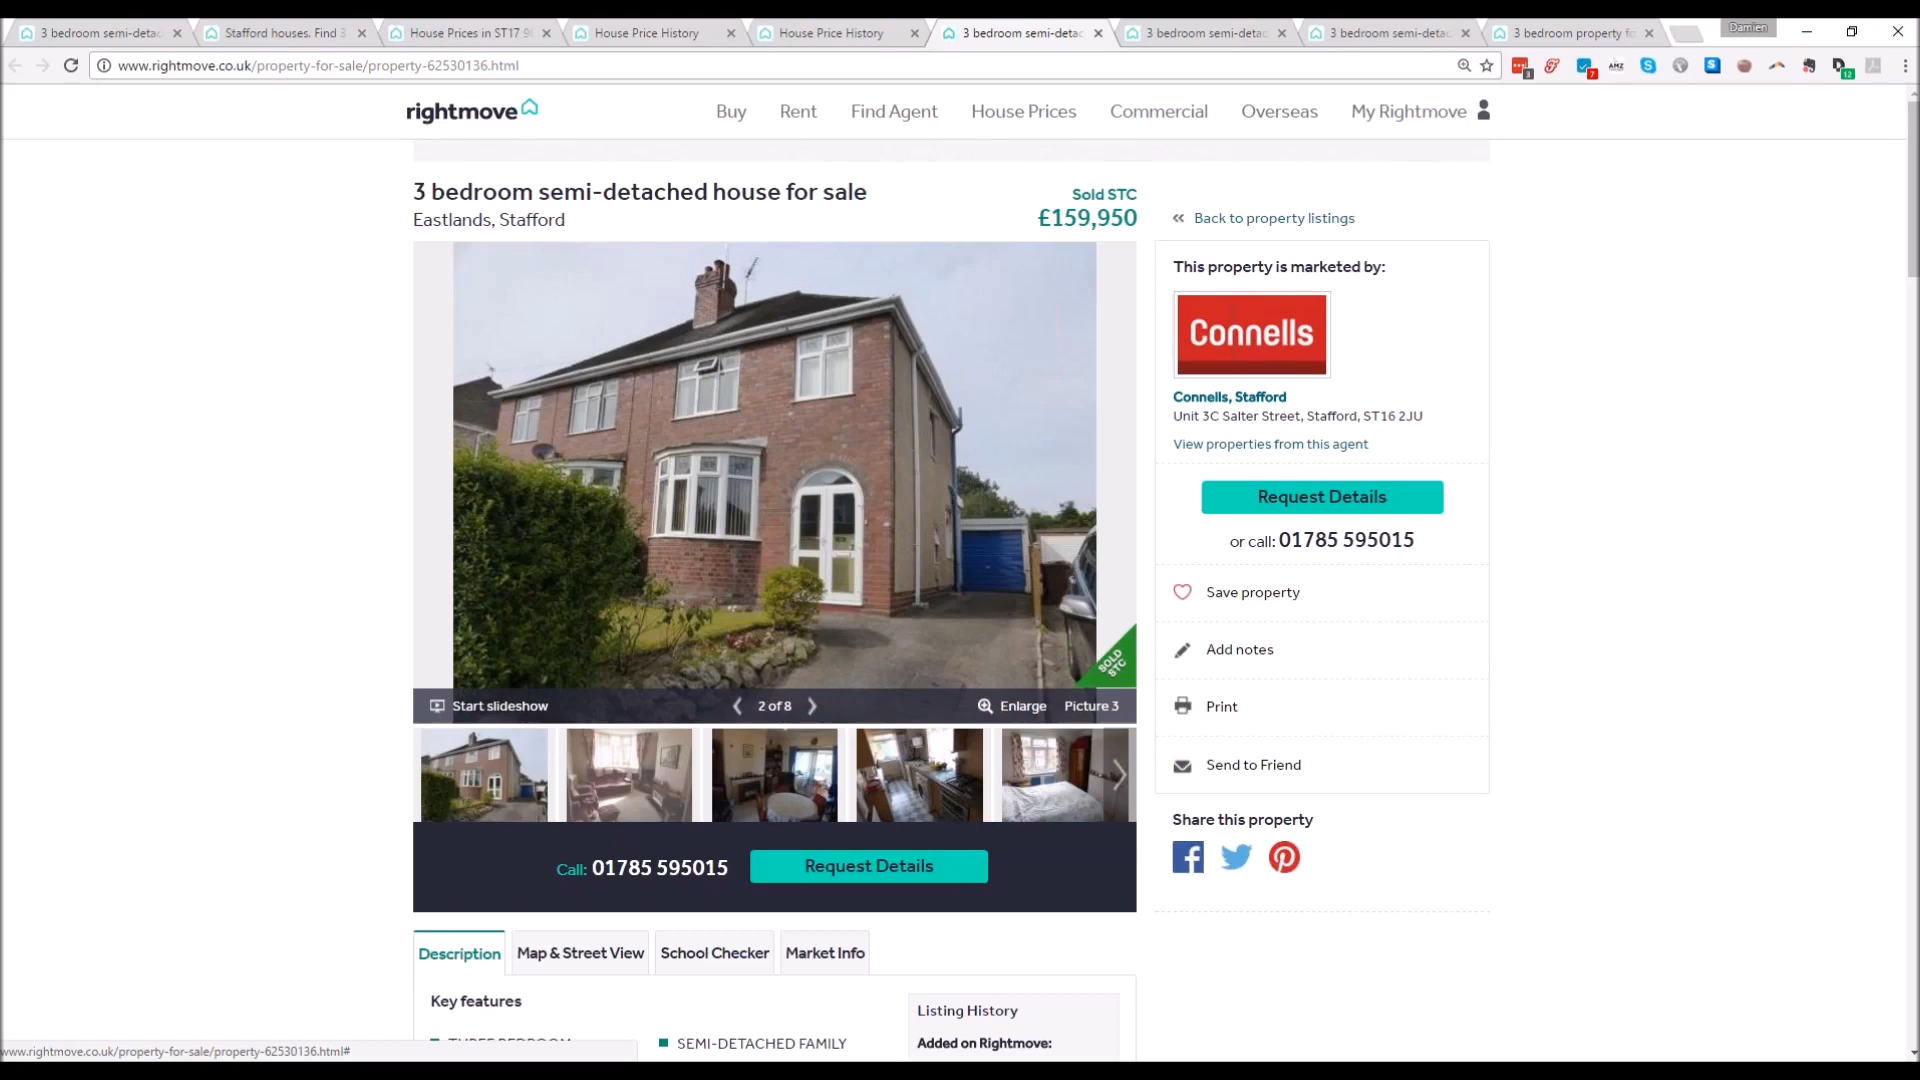 3 bedroom semi-detac
Stafford houses. Find 3
House Prices in ST17 9
House Price History
House Price History
3 bedroom semi-detac
3 bedroom semi-detac
3 bedroom semi-detac
3 bedroom property fo
Damien
www.rightmove.co.uk/property-for-sale/property-62530136.html
3
7
AMZ
12
rightmove
Buy
Rent
Find Agent
House Prices
Commercial
Overseas
My Rightmove
3 bedroom semi-detached house for sale
Eastlands, Stafford
Sold STC
£159,950
« Back to property listings
This property is marketed by:
Connells
Connells, Stafford
Unit 3C Salter Street, Stafford, ST16 2JU
View properties from this agent
Request Details
or call: 01785 595015
Save property
Add notes
Print
Send to Friend
Share this property
SOLD
STC
Start slideshow
2 of 8
Enlarge
Picture 3
Call: 01785 595015
Request Details
Description
Map & Street View
School Checker
Market Info
Key features
THREE BEDROOM
SEMI-DETACHED FAMILY
Listing History
Added on Rightmove:
www.rightmove.co.uk/property-for-sale/property-62530136.html#